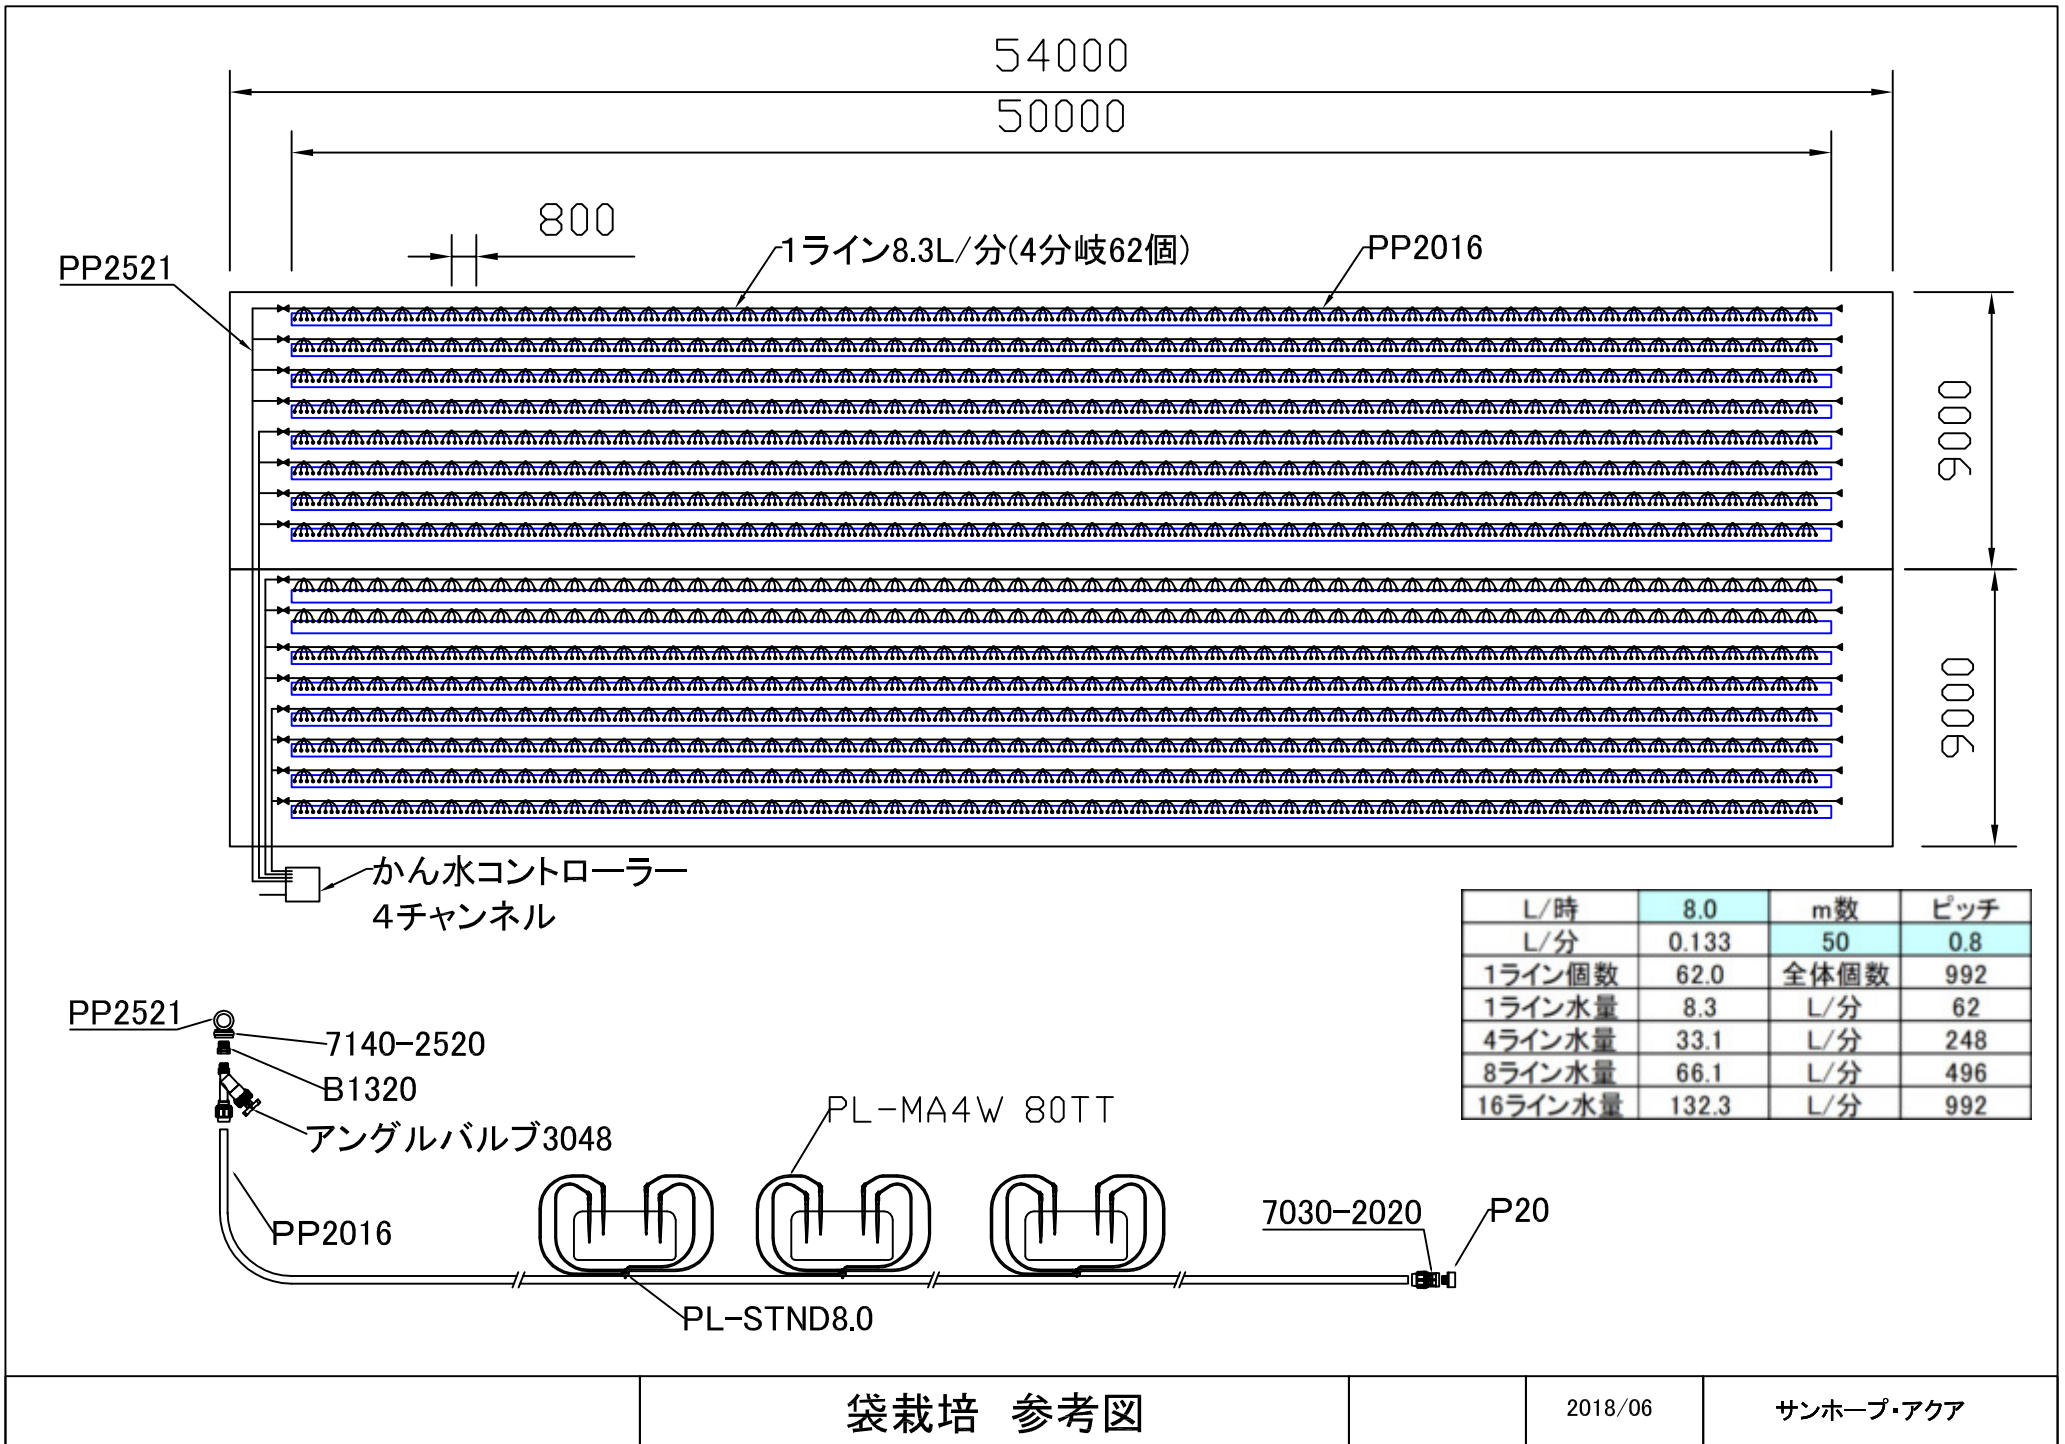 54000
50000
800
1ライン8.3L/分(4分岐62個)
PP2016
PP2521
9000
9000
かん水コントローラー
4チャンネル
L/時 8.0 m数 ピッチ
L/分 0.133 50 0.8
1ライン個数 62.0 全体個数 992
1ライン水量 8.3 L/分 62
4ライン水量 33.1 L/分 248
8ライン水量 66.1 L/分 496
16ライン水量 132.3 L/分 992
PP2521
7140-2520
B1320
アングルバルブ3048
PP2016
PL-MA4W 80TT
PL-STND8.0
7030-2020
P20
袋栽培 参考図
2018/06
サンホープ・アクア